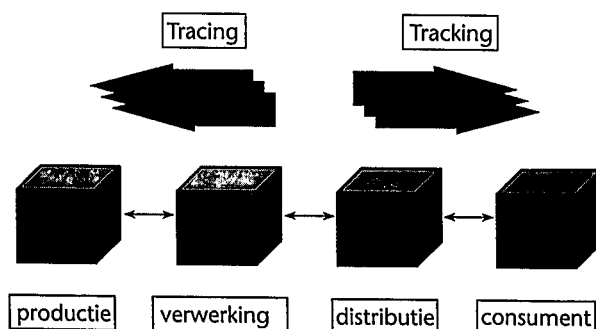 Tracing
Tracking
productie
verwerking
distributie
consument